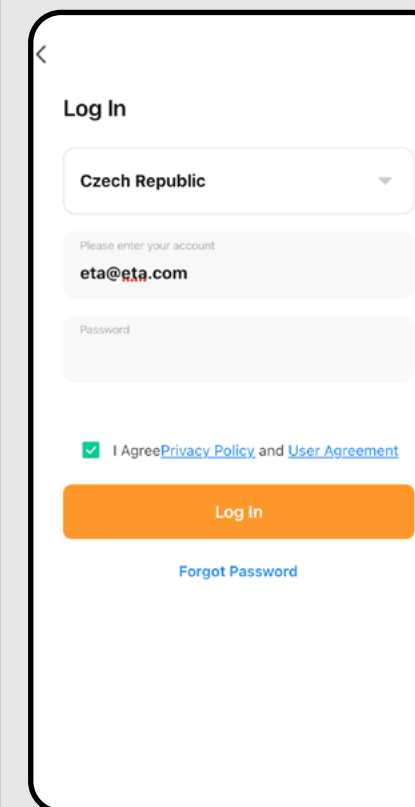 Log In
Czech Republic
Please enter your account
eta@eta.com
Password
I AgreePrivacy Policy and User Agreement
Log In
Forgot Password